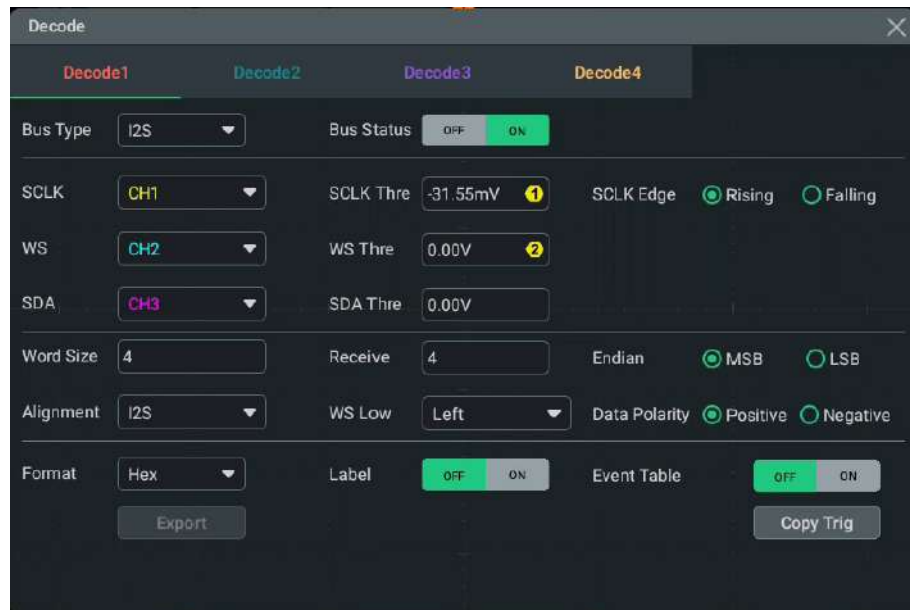 Decode
Decode1 Decode2 Decode3 Decode4
Bus Type I2S Bus Status OFF ON
SCLK CH1 SCLK Thre -31.55mV 1 SCLK Edge Rising Falling
WS CH2 WS Thre 0.00V 2
SDA CH3 SDA Thre 0.00V
Word Size 4 Receive 4 Endian MSB LSB
Alignment I2S WS Low Left Data Polarity Positive Negative
Format Hex Label OFF ON Event Table OFF ON
Export Copy Trig